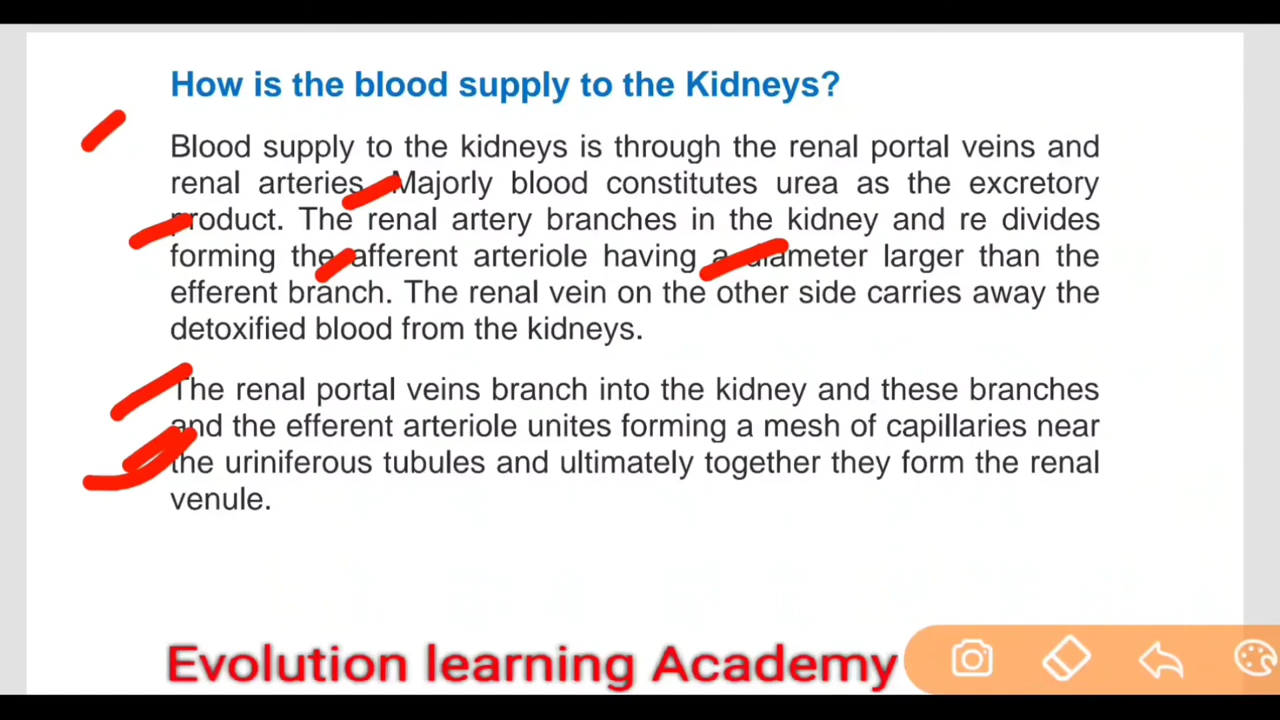 How is the blood supply to the Kidneys?
Blood supply to the kidneys is through the renal portal veins and
renal arteries. Majorly blood constitutes urea as the excretory
product. The renal artery branches in the kidney and re divides
forming the afferent arteriole having a diameter larger than the
efferent branch. The renal vein on the other side carries away the
detoxified blood from the kidneys.
The renal portal veins branch into the kidney and these branches
and the efferent arteriole unites forming a mesh of capillaries near
the uriniferous tubules and ultimately together they form the renal
venule.
Evolution learning Academy